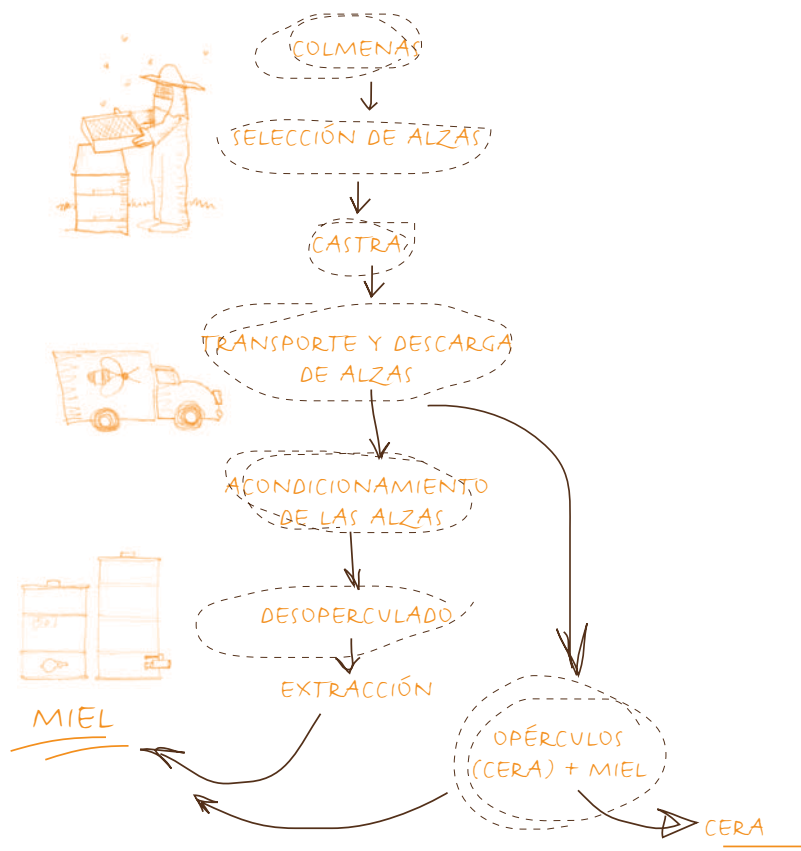 COLMENAS
SELECCIÓN DE ALZAS
CASTRA
TRANSPORTE Y DESCARGA
DE ALZAS
ACONDICIONAMIENTO
DE LAS ALZAS
DESOPERCULADO
EXTRACCIÓN
MIEL
OPÉRCULOS
(CERA) + MIEL
CERA